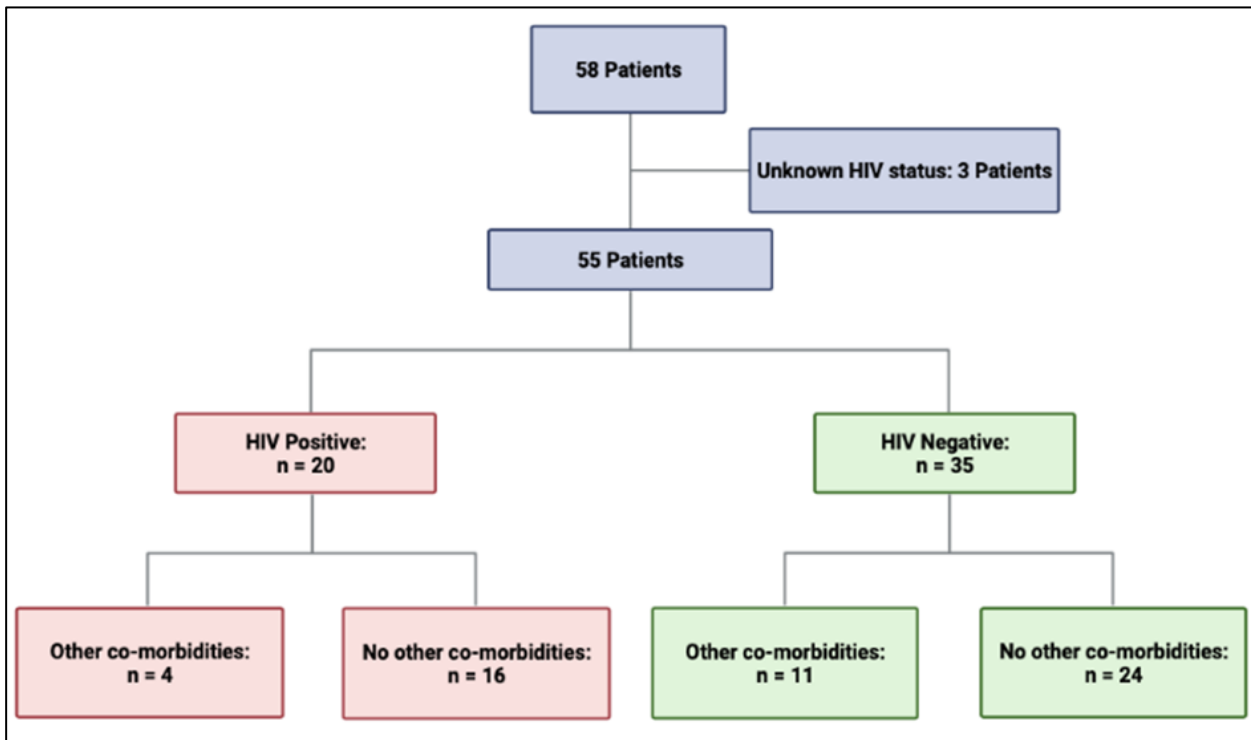 58 Patients
Unknown HIV status: 3 Patients
55 Patients
HIV Positive:
n = 20
HIV Negative:
n = 35
Other co-morbidities:
n = 4
No other co-morbidities:
n = 16
Other co-morbidities:
n = 11
No other co-morbidities:
n = 24